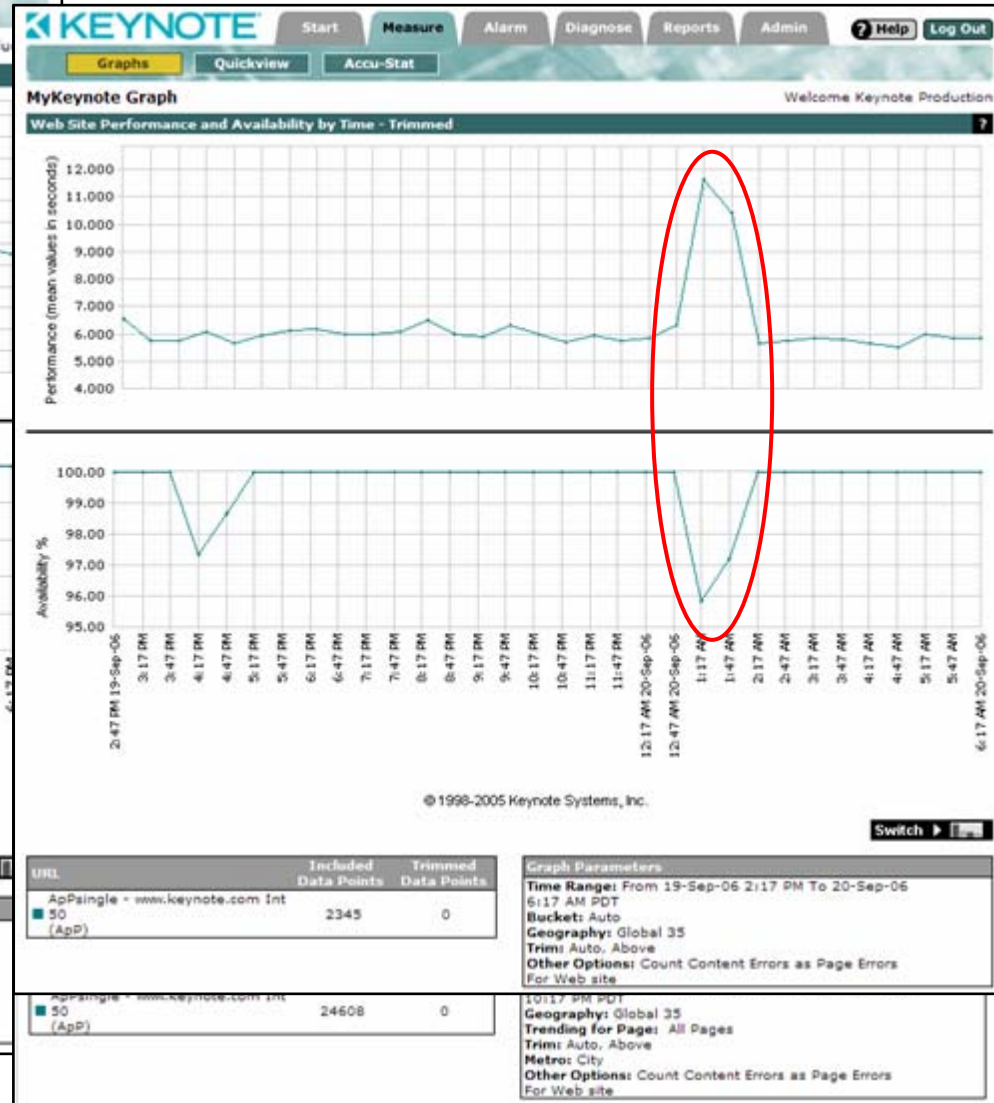 KEYNOTE
Start
Measure
Alarm
Diagnose
Reports
Admin
? Help
Log Out
Graphs
Quickview
Accu-Stat
MyKeynote Graph
Welcome Keynote Production
Web Site Performance and Availability by Time - Trimmed
?
Performance (mean values in seconds)
12.000
11.000
10.000
9.000
8.000
7.000
6.000
5.000
4.000
Availability %
100.00
99.00
98.00
97.00
96.00
95.00
2:47 PM 19-Sep-06
3:17 PM
3:47 PM
4:17 PM
4:47 PM
5:17 PM
5:47 PM
6:17 PM
6:47 PM
7:17 PM
7:47 PM
8:17 PM
8:47 PM
9:17 PM
9:47 PM
10:17 PM
10:47 PM
11:17 PM
11:47 PM
12:17 AM 20-Sep-06
12:47 AM 20-Sep-06
1:17 AM
1:47 AM
2:17 AM
2:47 AM
3:17 AM
3:47 AM
4:17 AM
4:47 AM
5:17 AM
5:47 AM
6:17 AM 20-Sep-06
© 1998-2005 Keynote Systems, Inc.
Switch
URL
Included Data Points
Trimmed Data Points
ApPsingle - www.keynote.com Int
50
(ApP)
2345
0
Graph Parameters
Time Range: From 19-Sep-06 2:17 PM To 20-Sep-06
6:17 AM PDT
Bucket: Auto
Geography: Global 35
Trim: Auto, Above
Other Options: Count Content Errors as Page Errors
For Web site
ApPsingle - www.keynote.com Int
50
(ApP)
24608
0
10:17 PM PDT
Geography: Global 35
Trending for Page: All Pages
Trim: Auto, Above
Metro: City
Other Options: Count Content Errors as Page Errors
For Web site